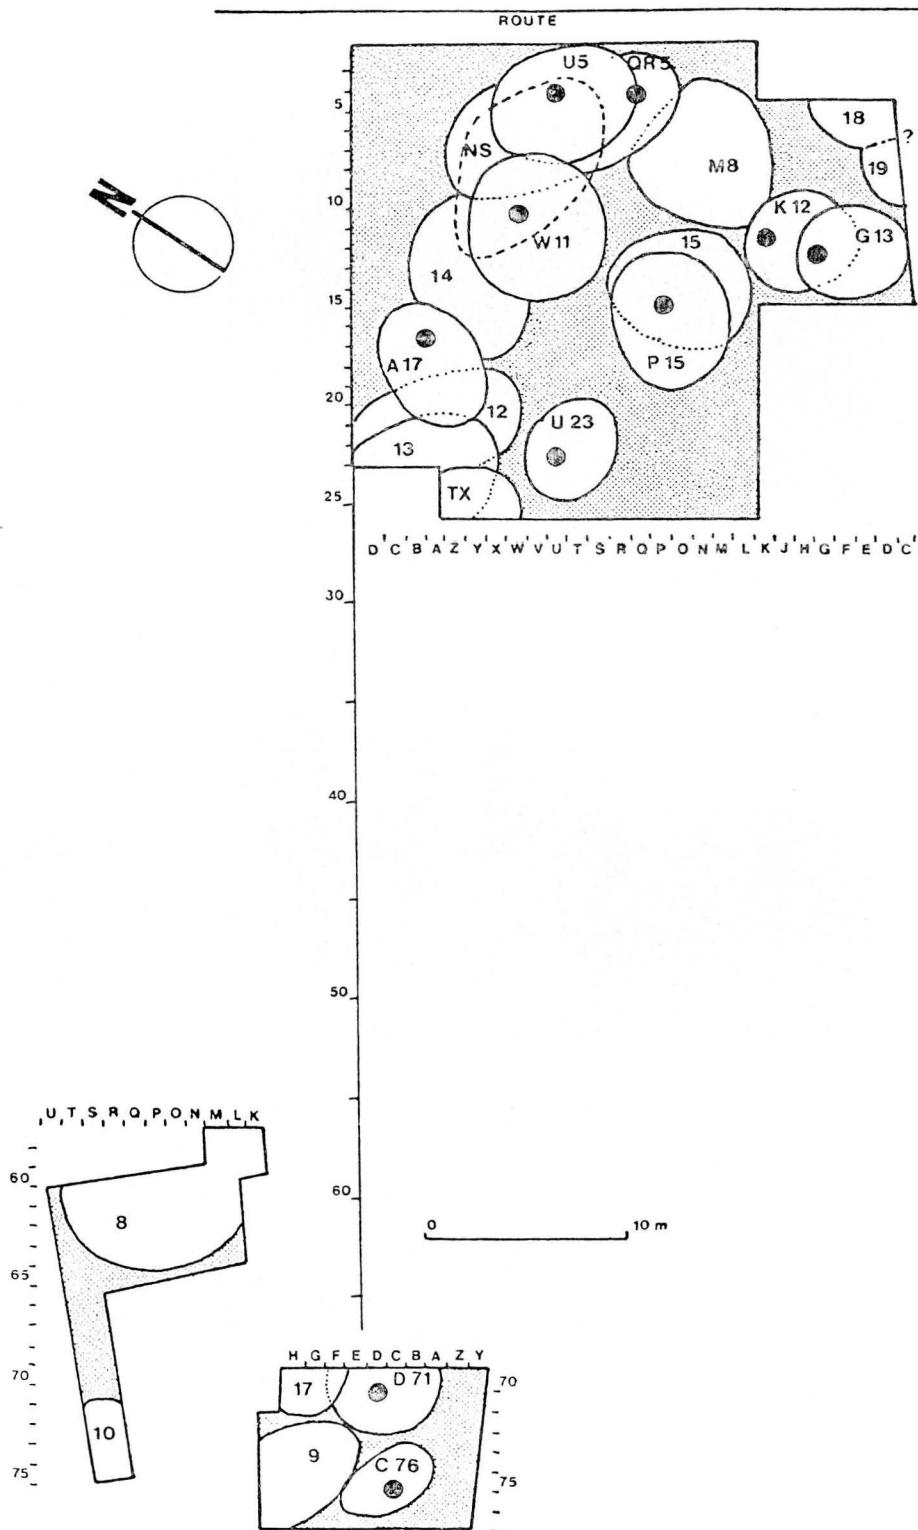 ROUTE
U5
QR5
5
18
?
NS
M8
19
N
10
K 12
W 11
15
G 13
14
15
P 15
A 17
20
12
U 23
13
TX
25
D C B A Z Y X W V U T S R Q P O N M L K J H G F E D C
30
40
50
U T S R Q P O N M L K
60
60
8
0 10 m
65
H G F E D C B A Z Y
70
17
D 71
70
10
9
C 76
75
75